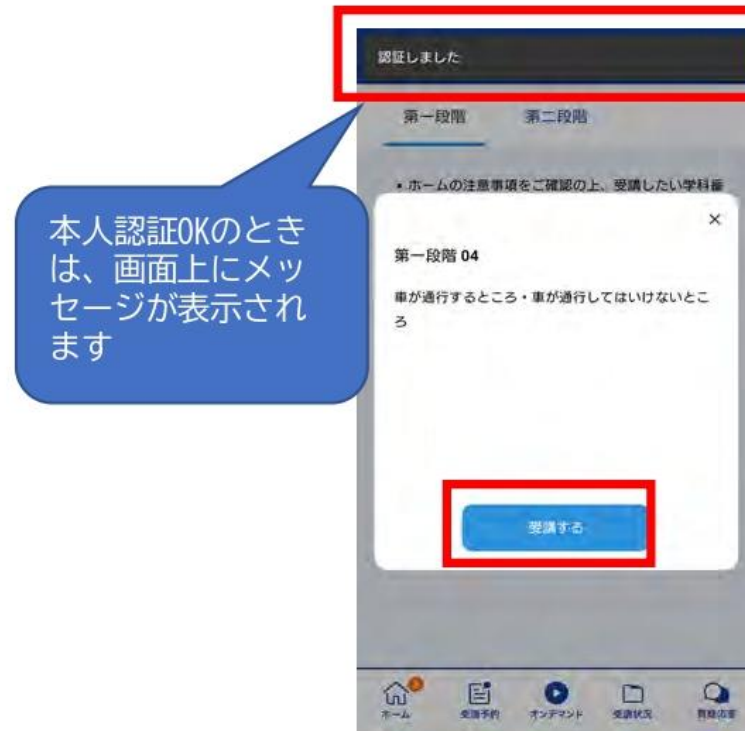 認証しました
第一段階 第二段階
• ホームの注意事項をご確認の上、受講したい学科番
本人認証OKのとき
は、画面上にメッ
セージが表示され
ます
×
第一段階 04
車が通行するところ・車が通行してはいけないとこ
ろ
受講する
ホーム 受講予約 オンデマンド 受講状況 質疑応答